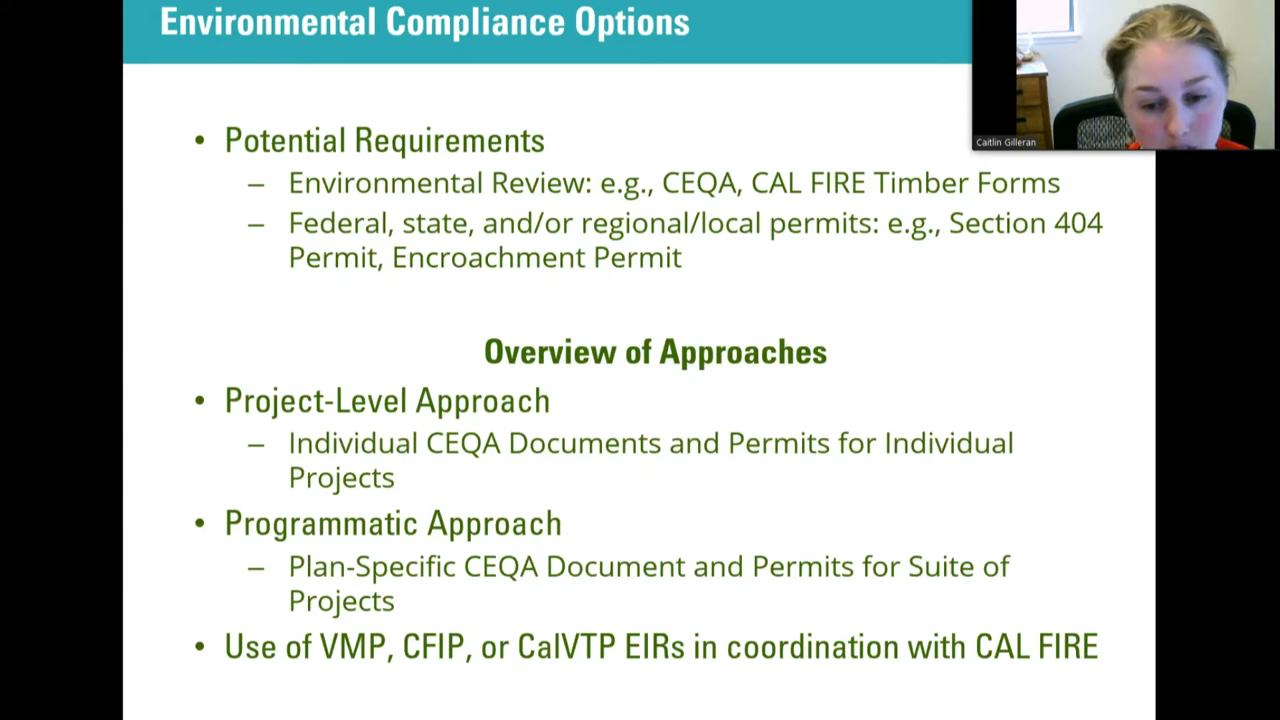 Environmental Compliance Options
Caitlin Gilleran
• Potential Requirements
– Environmental Review: e.g., CEQA, CAL FIRE Timber Forms
– Federal, state, and/or regional/local permits: e.g., Section 404
Permit, Encroachment Permit
Overview of Approaches
• Project-Level Approach
– Individual CEQA Documents and Permits for Individual
Projects
• Programmatic Approach
– Plan-Specific CEQA Document and Permits for Suite of
Projects
• Use of VMP, CFIP, or CalVTP EIRs in coordination with CAL FIRE